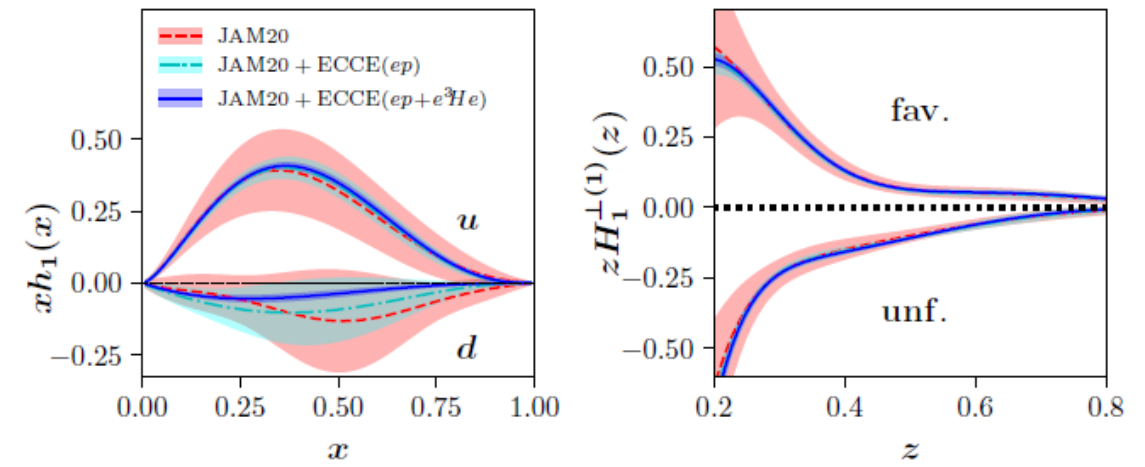 JAM20
JAM20 + ECCE(ep)
JAM20 + ECCE(ep+e³He)
xh₁(x)
0.50
0.25
0.00
−0.25
u
d
0.00 0.25 0.50 0.75 1.00
x
zH₁^⊥(1)(z)
0.50
0.25
0.00
−0.25
−0.50
fav.
unf.
0.2 0.4 0.6 0.8
z